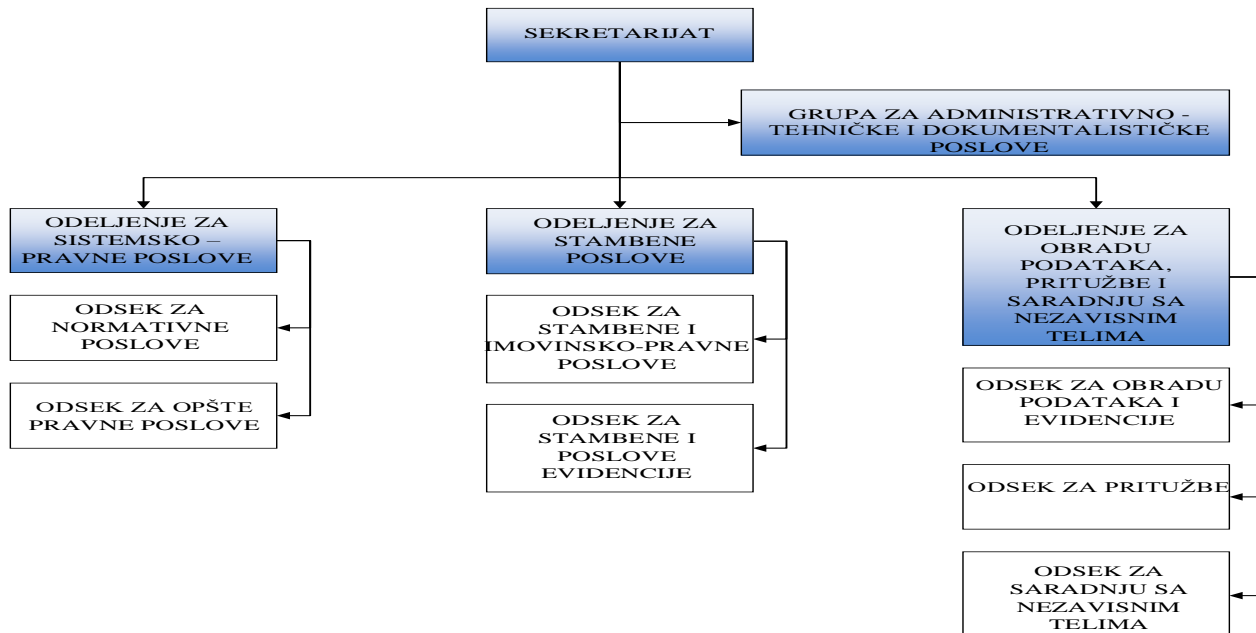 SEKRETARIJAT
GRUPA ZA ADMINISTRATIVNO -
TEHNIČKE I DOKUMENTALISTIČKE
POSLOVE
ODELJENJE ZA
SISTEMSKO –
PRAVNE POSLOVE
ODSEK ZA
NORMATIVNE
POSLOVE
ODSEK ZA OPŠTE
PRAVNE POSLOVE
ODELJENJE ZA
STAMBENE
POSLOVE
ODSEK ZA
STAMBENE I
IMOVINSKO-PRAVNE
POSLOVE
ODSEK ZA
STAMBENE I
POSLOVE
EVIDENCIJE
ODELJENJE ZA
OBRADU
PODATAKA,
PRITUŽBE I
SARADNJU SA
NEZAVISNIM
TELIMA
ODSEK ZA OBRADU
PODATAKA I
EVIDENCIJE
ODSEK ZA PRITUŽBE
ODSEK ZA
SARADNJU SA
NEZAVISNIM
TELIMA